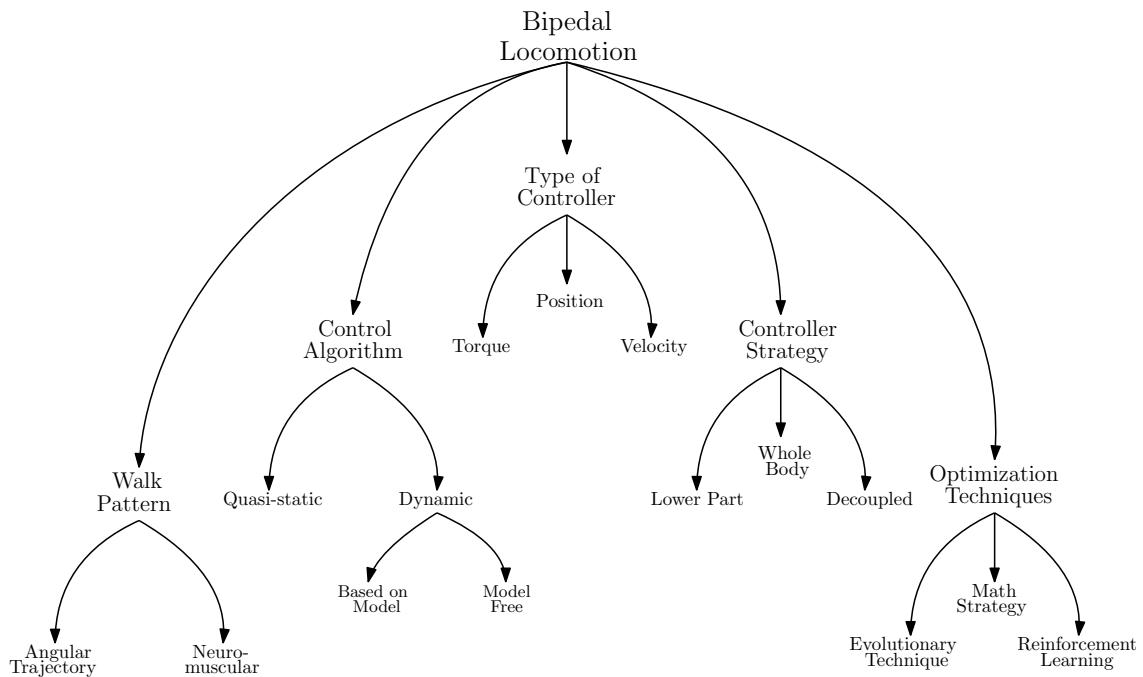 Bipedal
Locomotion
Type of
Controller
Torque
Position
Velocity
Control
Algorithm
Quasi-static
Dynamic
Based on
Model
Model
Free
Controller
Strategy
Lower Part
Whole
Body
Decoupled
Walk
Pattern
Angular
Trajectory
Neuro-
muscular
Optimization
Techniques
Evolutionary
Technique
Math
Strategy
Reinforcement
Learning